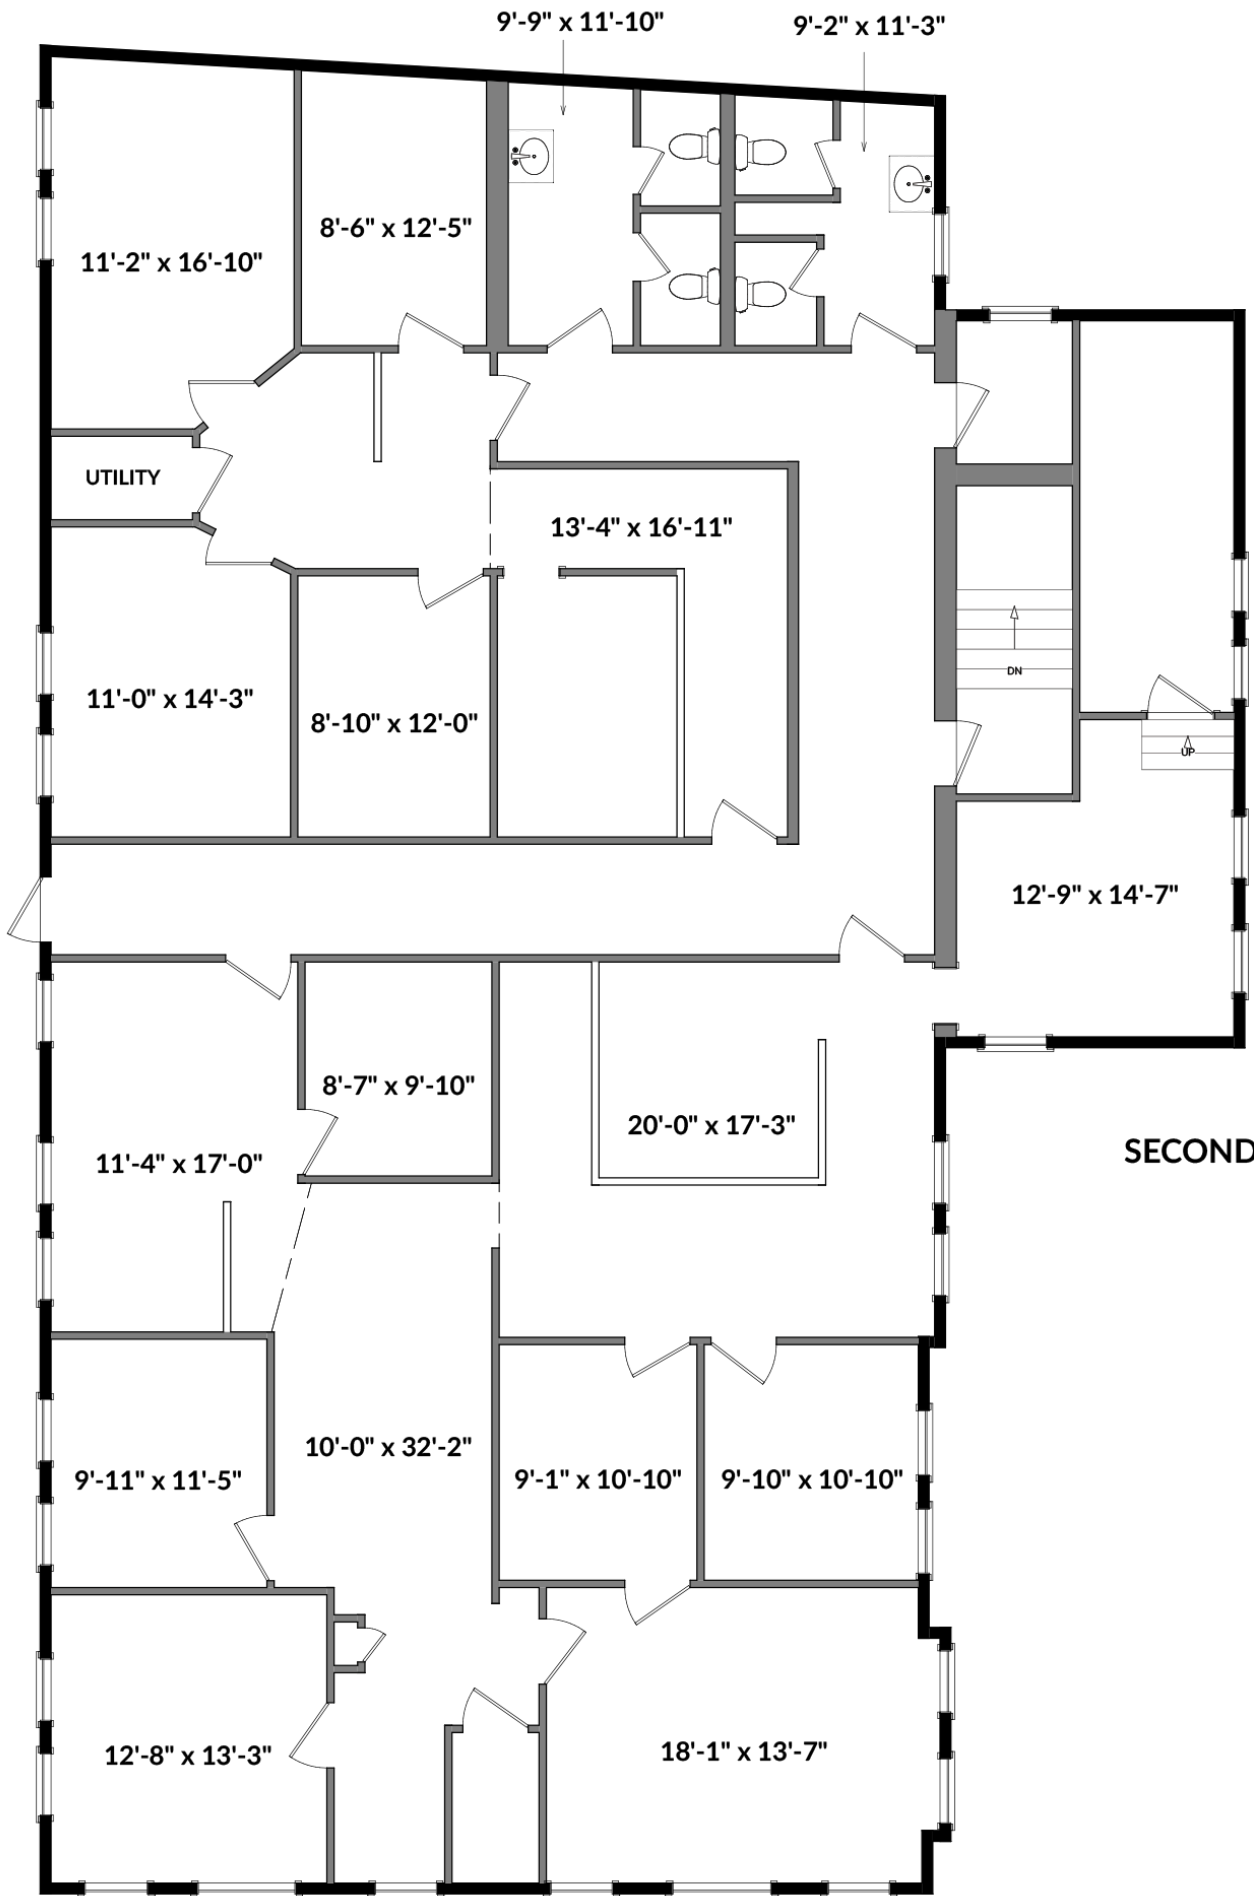 9'-9" x 11'-10"
9'-2" x 11'-3"
8'-6" x 12'-5"
11'-2" x 16'-10"
UTILITY
13'-4" x 16'-11"
DN
11'-0" x 14'-3"
8'-10" x 12'-0"
UP
12'-9" x 14'-7"
8'-7" x 9'-10"
20'-0" x 17'-3"
SECOND
11'-4" x 17'-0"
10'-0" x 32'-2"
9'-11" x 11'-5"
9'-1" x 10'-10"
9'-10" x 10'-10"
12'-8" x 13'-3"
18'-1" x 13'-7"